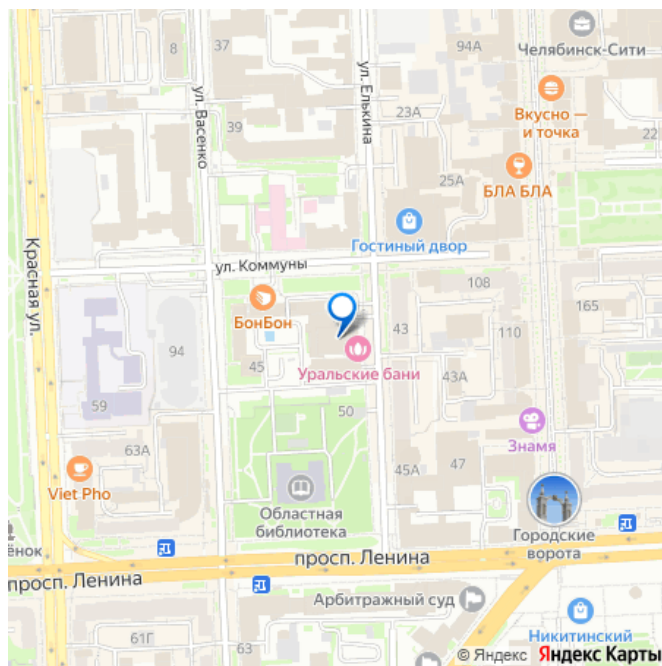 8
37
94А
Челябинск-Сити
ул. Васенко
ул. Елькина
23А
Вкусно —
и точка
22
39
25А
БЛА БЛА
Гостиный двор
Красная ул.
ул. Коммуны
108
БонБон
165
43
110
94
45
Уральские бани
43А
59
50
63А
Знамя
45А
47
Viet Pho
Областная
библиотека
Городские
ворота
ёнок
просп. Ленина
просп. Ленина
Арбитражный суд
61Г
63
Никитинский
© Яндекс Яндекс Карты